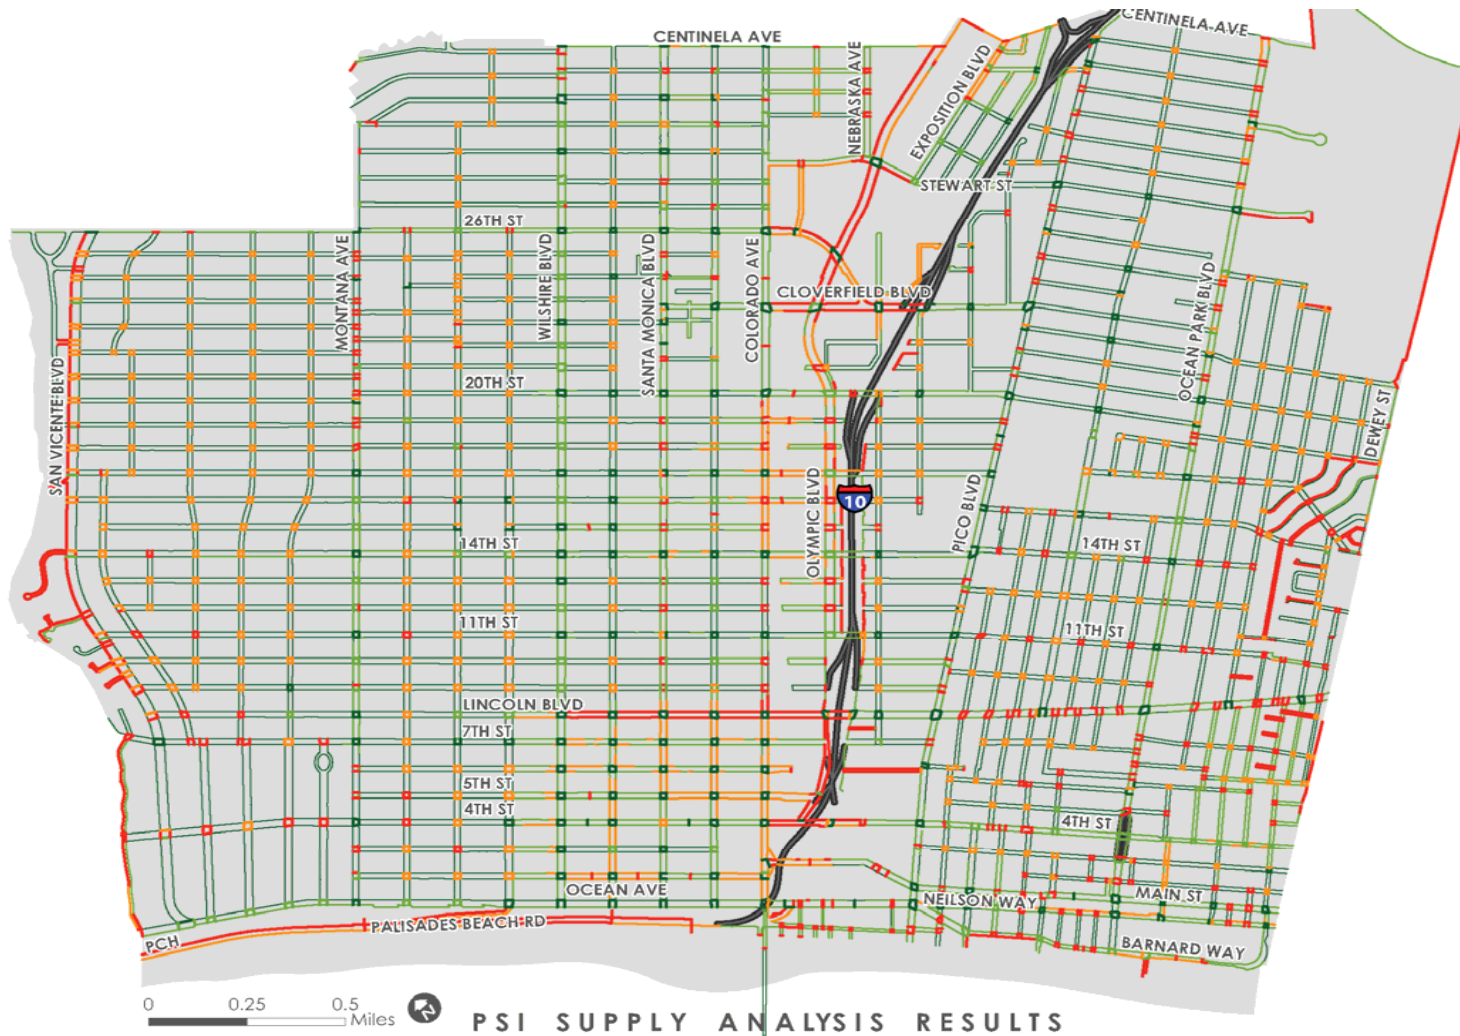 CENTINELA AVE
CENTINELA AVE
NEBRASKA AVE
EXPOSITION BLVD
STEWART ST
26TH ST
MONTANA AVE
WILSHIRE BLVD
SANTA MONICA BLVD
COLORADO AVE
CLOVERFIELD BLVD
OCEAN PARK BLVD
SAN VICENTE BLVD
20TH ST
DEWEY ST
OLYMPIC BLVD
10
PICO BLVD
14TH ST
14TH ST
11TH ST
11TH ST
LINCOLN BLVD
7TH ST
5TH ST
4TH ST
4TH ST
OCEAN AVE
NEILSON WAY
MAIN ST
PCH
PALISADES BEACH RD
BARNARD WAY
0 0.25 0.5
Miles
N
PSI SUPPLY ANALYSIS RESULTS